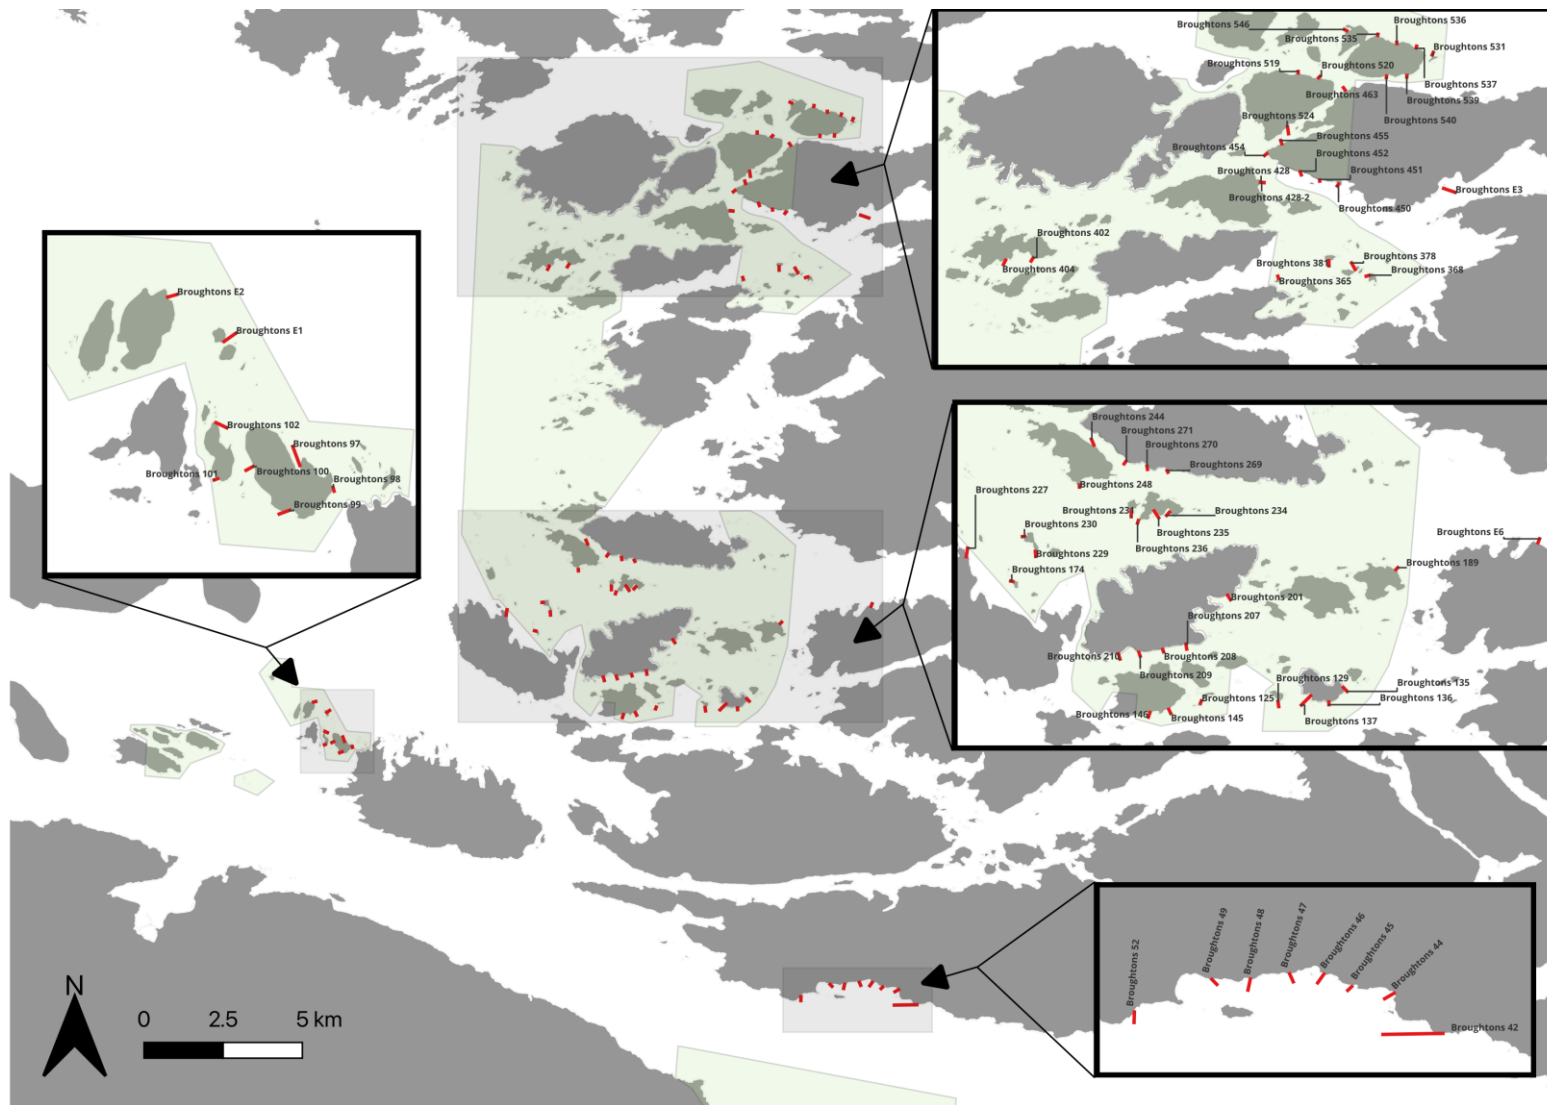 Broughtons 546
Broughtons 535
Broughtons 536
Broughtons 531
Broughtons 519
Broughtons 520
Broughtons 537
Broughtons 463
Broughtons 539
Broughtons 524
Broughtons 540
Broughtons 455
Broughtons 454
Broughtons 452
Broughtons 428
Broughtons 451
Broughtons E3
Broughtons 428-2
Broughtons 450
Broughtons 402
Broughtons 404
Broughtons 381
Broughtons 378
Broughtons 368
Broughtons 365
Broughtons E2
Broughtons E1
Broughtons 102
Broughtons 97
Broughtons 101
Broughtons 100
Broughtons 98
Broughtons 99
Broughtons 244
Broughtons 271
Broughtons 270
Broughtons 269
Broughtons 248
Broughtons 227
Broughtons 231
Broughtons 234
Broughtons 230
Broughtons 235
Broughtons 236
Broughtons E6
Broughtons 229
Broughtons 174
Broughtons 189
Broughtons 201
Broughtons 207
Broughtons 210
Broughtons 208
Broughtons 209
Broughtons 129
Broughtons 135
Broughtons 125
Broughtons 136
Broughtons 146
Broughtons 145
Broughtons 137
Broughtons 52
Broughtons 49
Broughtons 48
Broughtons 47
Broughtons 46
Broughtons 45
Broughtons 44
Broughtons 42
N
0 2.5 5 km